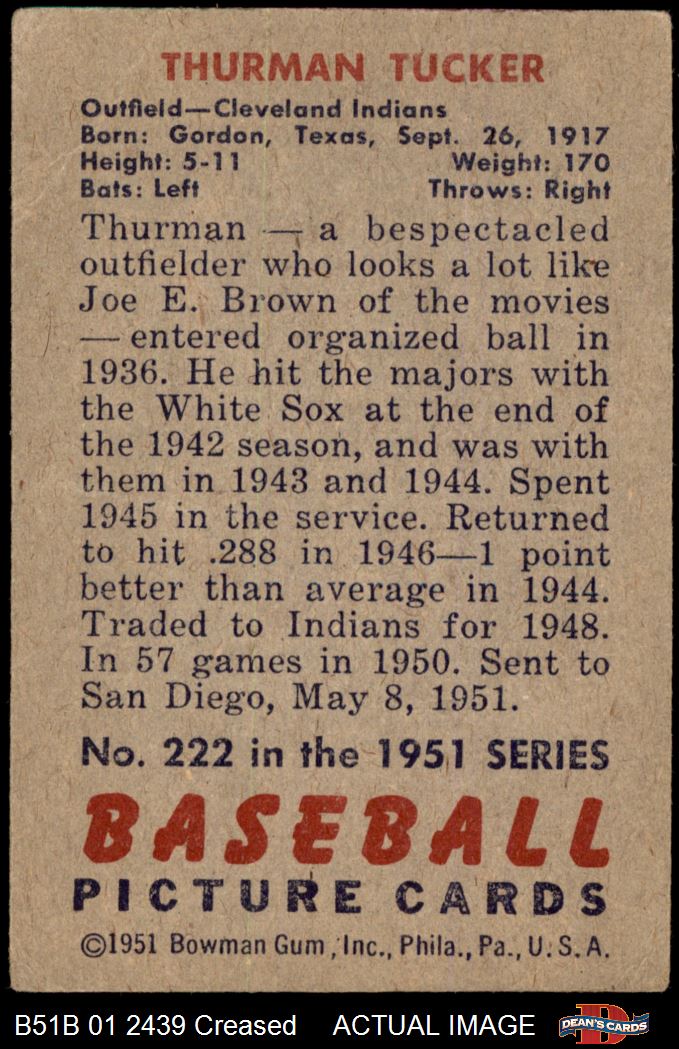 THURMAN TUCKER
Outfield—Cleveland Indians
Born: Gordon, Texas, Sept. 26, 1917
Height: 5-11 Weight: 170
Bats: Left Throws: Right
Thurman — a bespectacled
outfielder who looks a lot like
Joe E. Brown of the movies
— entered organized ball in
1936. He hit the majors with
the White Sox at the end of
the 1942 season, and was with
them in 1943 and 1944. Spent
1945 in the service. Returned
to hit .288 in 1946—1 point
better than average in 1944.
Traded to Indians for 1948.
In 57 games in 1950. Sent to
San Diego, May 8, 1951.
No. 222 in the 1951 SERIES
BASEBALL
PICTURE CARDS
©1951 Bowman Gum, Inc., Phila., Pa., U. S. A.
B51B 01 2439 Creased ACTUAL IMAGE
D
DEAN'S CARDS